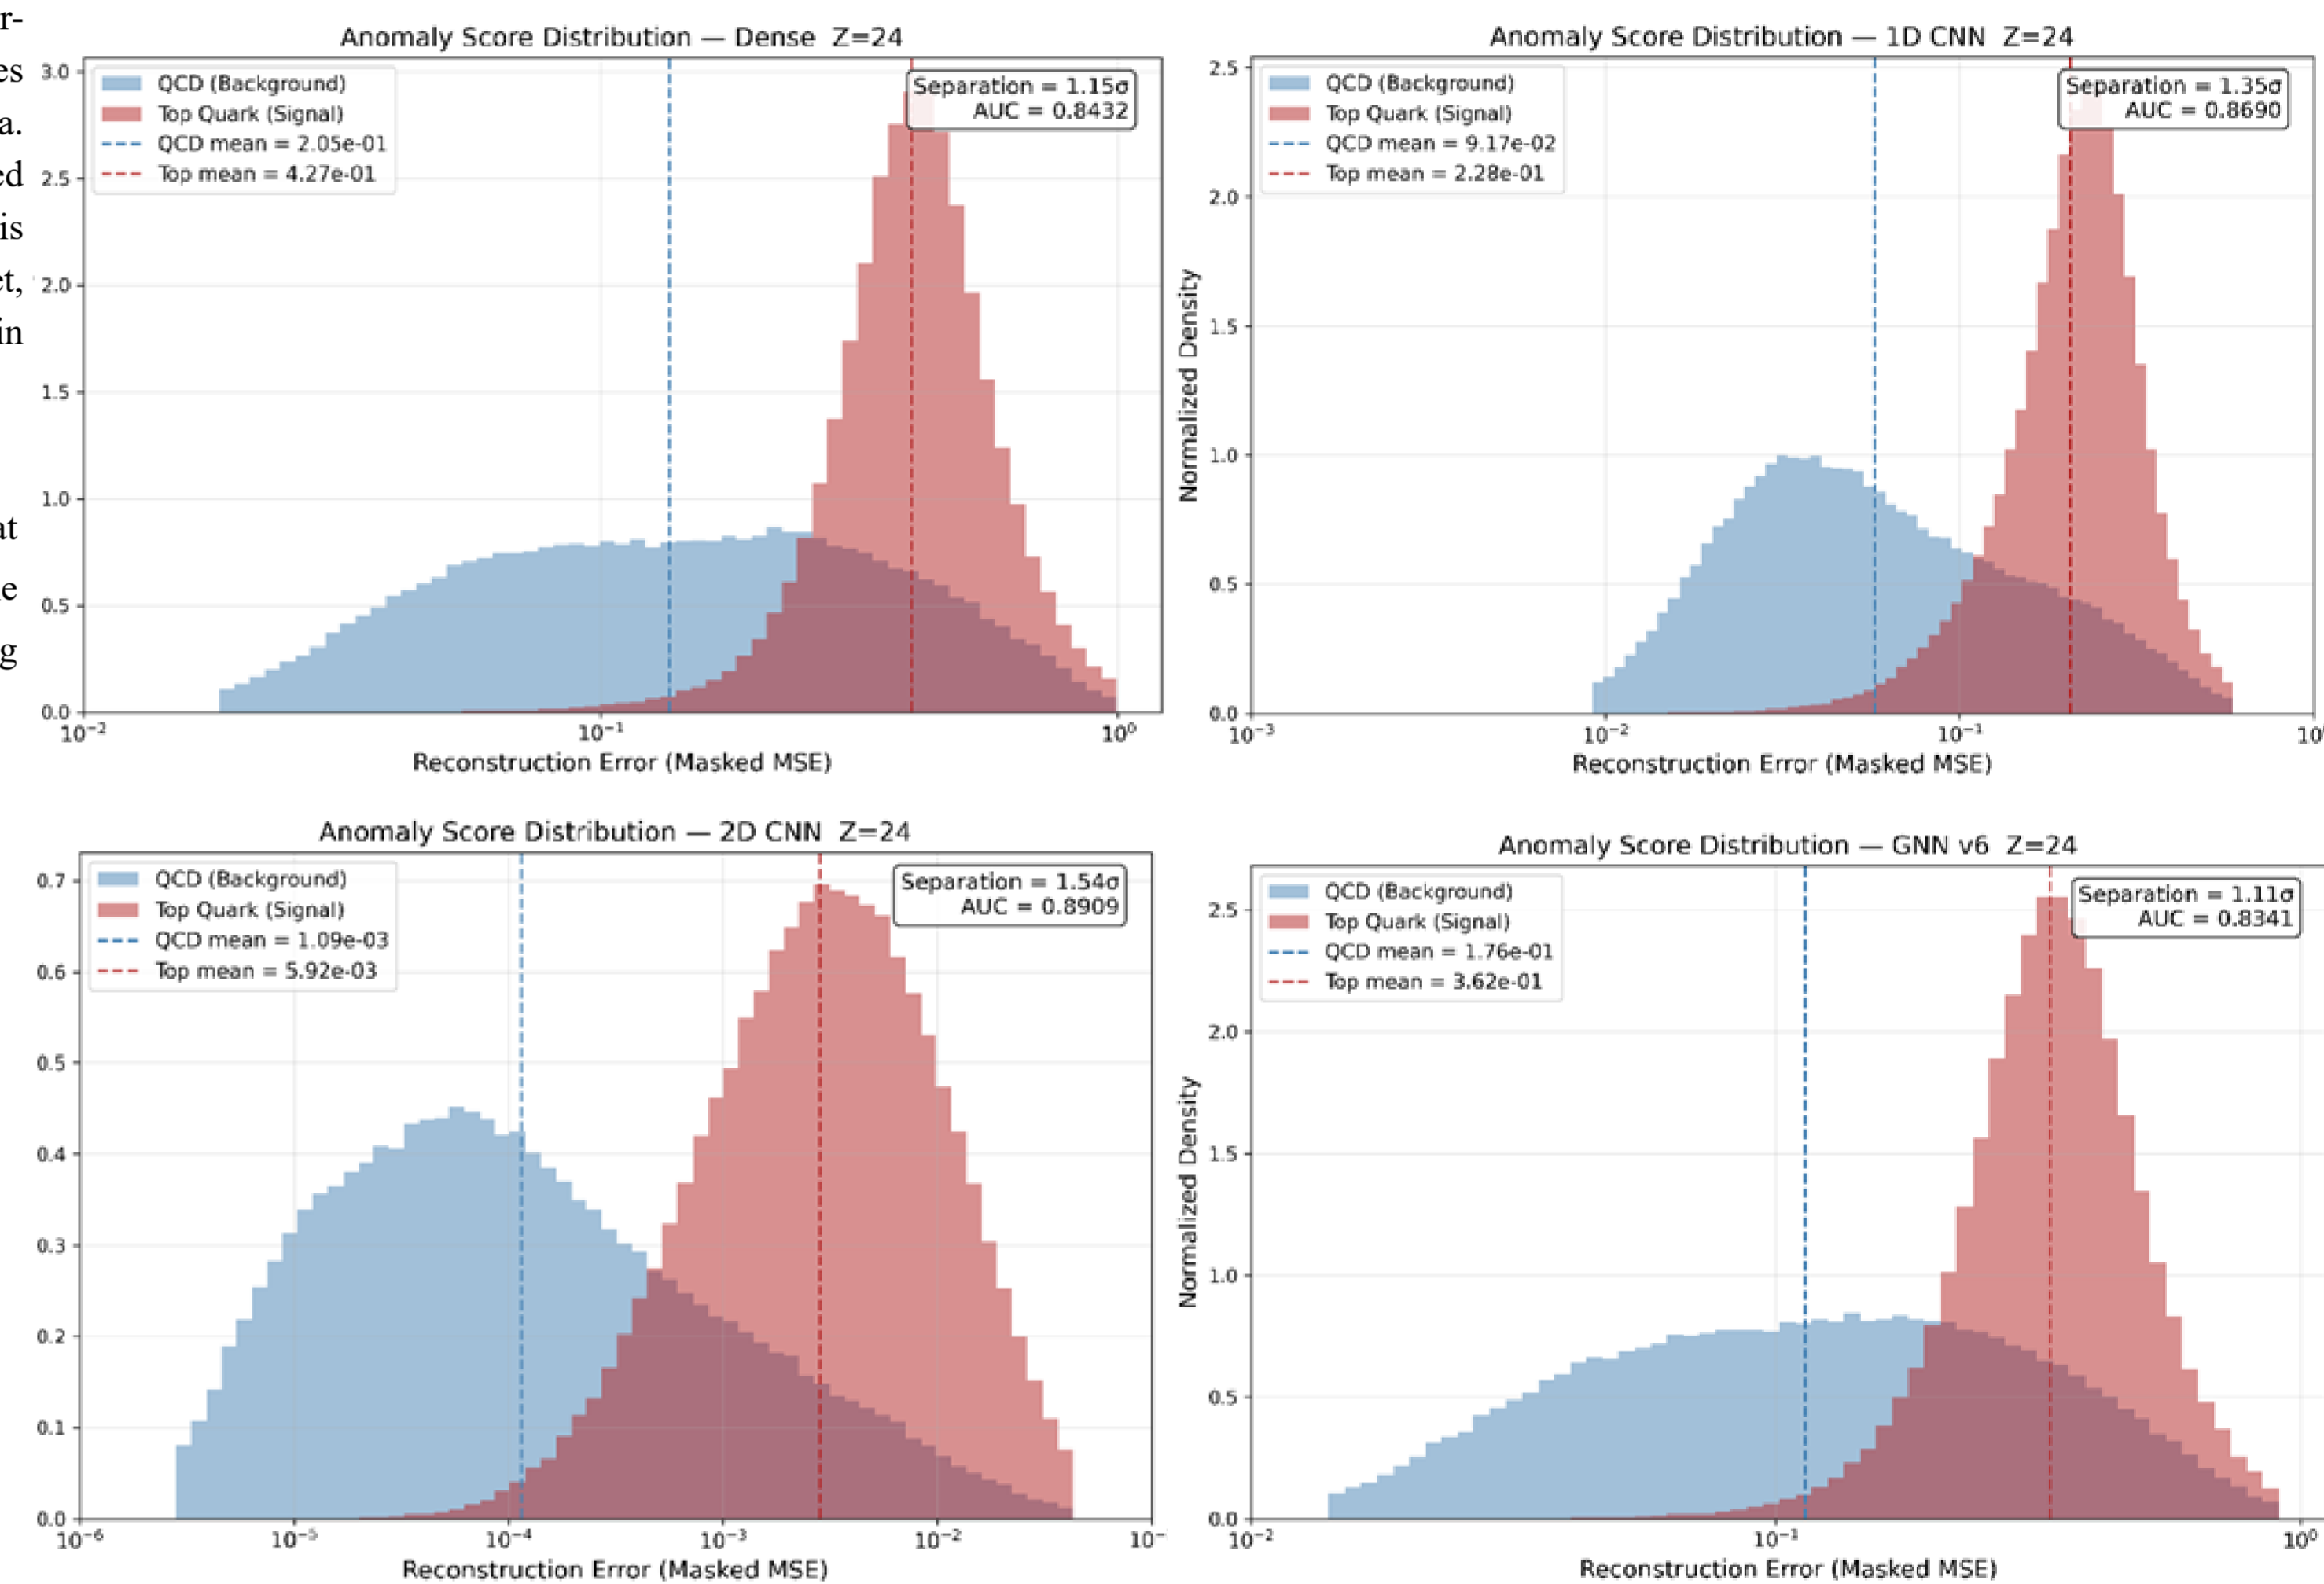 r-
es
a.
ed
is
et,
in
at
e
g
Anomaly Score Distribution — Dense Z=24
QCD (Background)
Top Quark (Signal)
QCD mean = 2.05e-01
Top mean = 4.27e-01
Separation = 1.15σ
AUC = 0.8432
3.0
2.5
2.0
1.5
1.0
0.5
0.0
10⁻² 10⁻¹ 10⁰
Reconstruction Error (Masked MSE)
Anomaly Score Distribution — 1D CNN Z=24
QCD (Background)
Top Quark (Signal)
QCD mean = 9.17e-02
Top mean = 2.28e-01
Separation = 1.35σ
AUC = 0.8690
Normalized Density
2.5
2.0
1.5
1.0
0.5
0.0
10⁻³ 10⁻² 10⁻¹
Reconstruction Error (Masked MSE)
Anomaly Score Distribution — 2D CNN Z=24
QCD (Background)
Top Quark (Signal)
QCD mean = 1.09e-03
Top mean = 5.92e-03
Separation = 1.54σ
AUC = 0.8909
0.7
0.6
0.5
0.4
0.3
0.2
0.1
0.0
10⁻⁶ 10⁻⁵ 10⁻⁴ 10⁻³ 10⁻² 10⁻
Reconstruction Error (Masked MSE)
Anomaly Score Distribution — GNN v6 Z=24
QCD (Background)
Top Quark (Signal)
QCD mean = 1.76e-01
Top mean = 3.62e-01
Separation = 1.11σ
AUC = 0.8341
Normalized Density
2.5
2.0
1.5
1.0
0.5
0.0
10⁻² 10⁻¹ 10⁰
Reconstruction Error (Masked MSE)